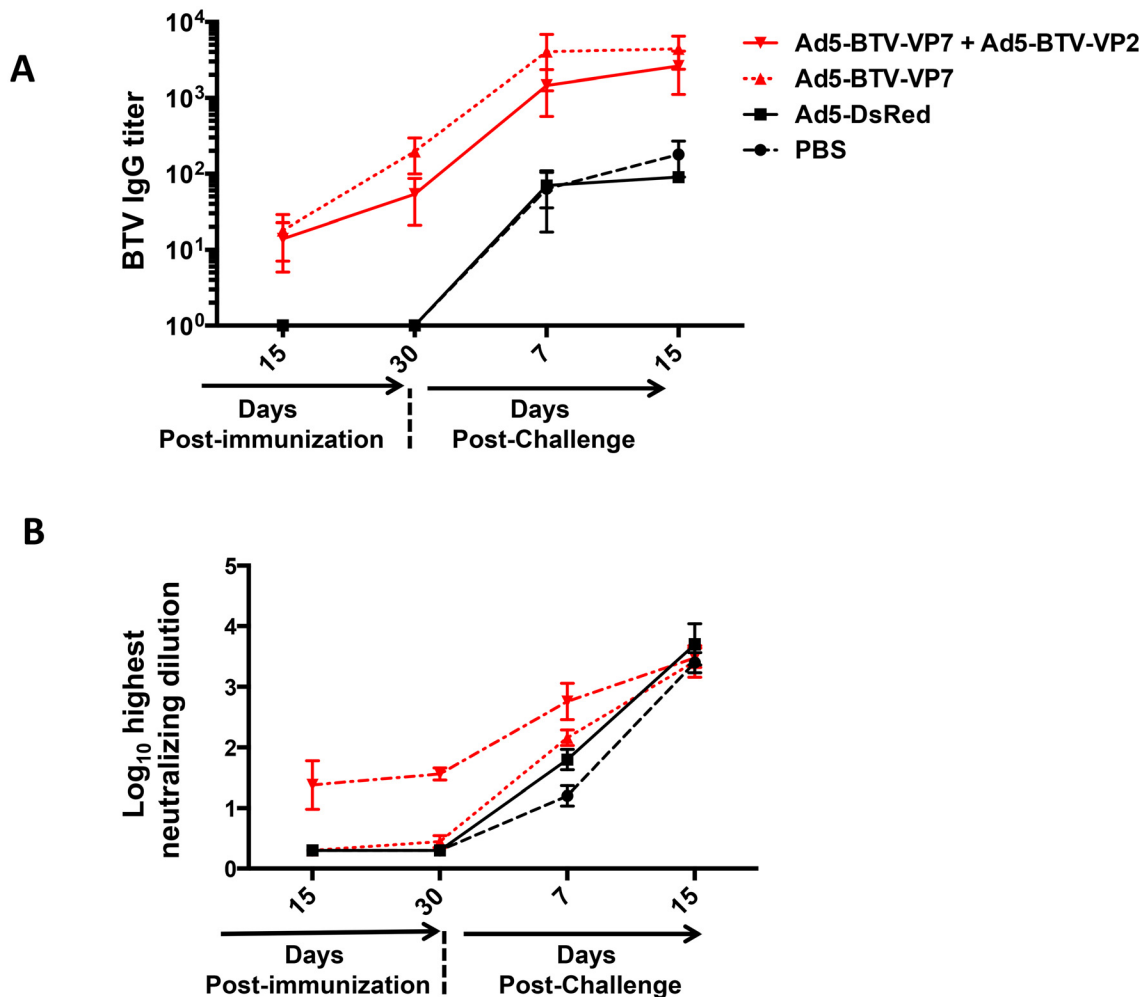 A
BTV IgG titer
10⁴
10³
10²
10¹
10⁰
15
30
7
15
Days
Post-immunization
Days
Post-Challenge
Ad5-BTV-VP7 + Ad5-BTV-VP2
Ad5-BTV-VP7
Ad5-DsRed
PBS
B
Log₁₀ highest
neutralizing dilution
5
4
3
2
1
0
15
30
7
15
Days
Post-immunization
Days
Post-Challenge